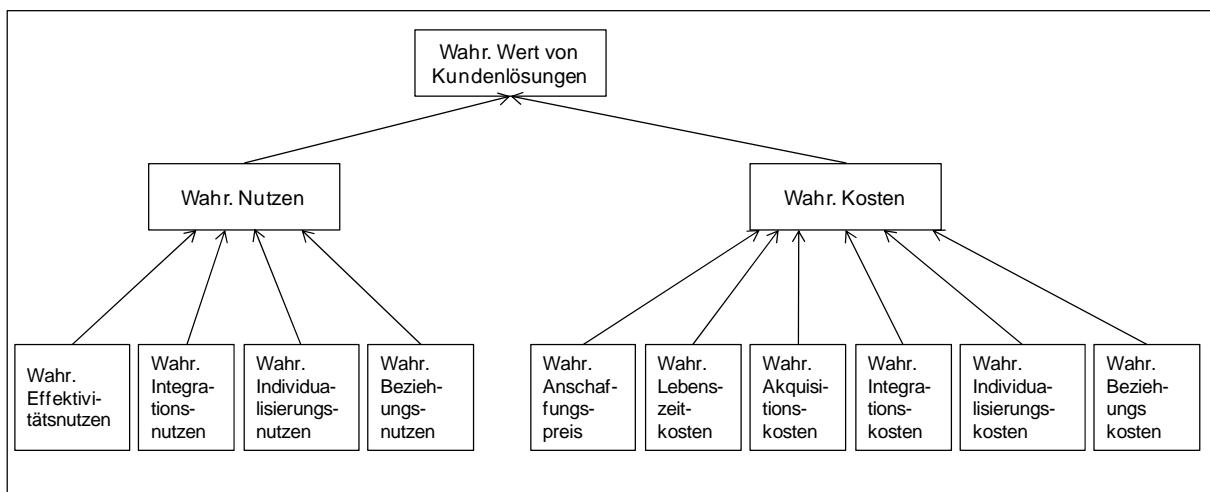 Wahr. Wert von
Kundenlösungen
Wahr. Nutzen
Wahr. Kosten
Wahr.
Effektivi-
tätsnutzen
Wahr.
Integra-
tions-
nutzen
Wahr.
Individua-
lisierungs-
nutzen
Wahr.
Bezieh-
ungs-
nutzen
Wahr.
Anschaf-
fungs-
preis
Wahr.
Lebens-
zeit-
kosten
Wahr.
Akquisi-
tions-
kosten
Wahr.
Integra-
tions-
kosten
Wahr.
Individua-
lisierungs-
kosten
Wahr.
Bezieh-
ungs
kosten